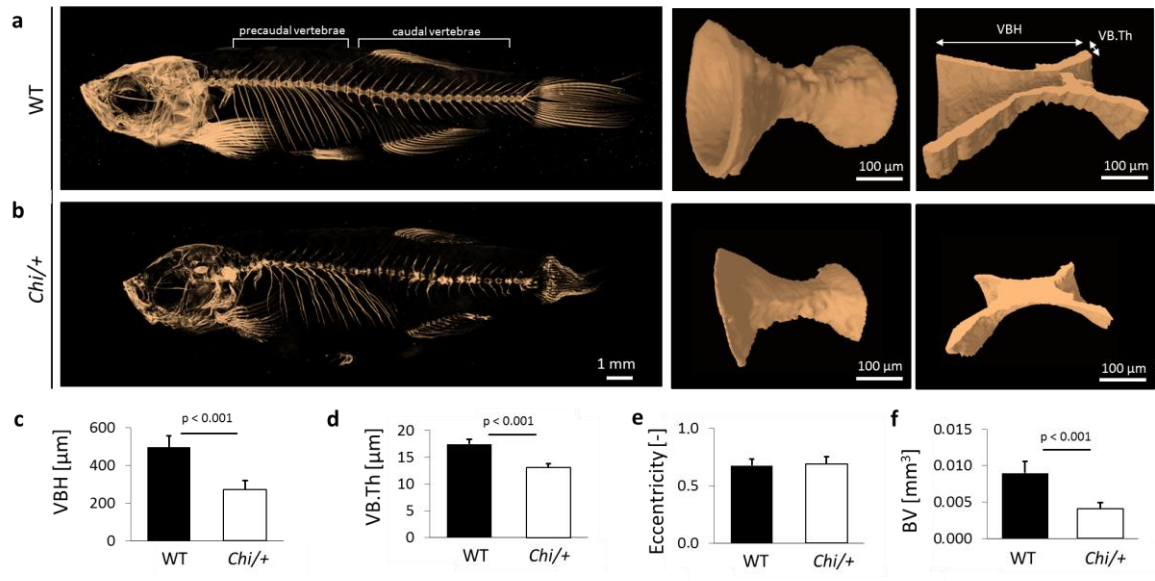 a
precaudal vertebrae
caudal vertebrae
VBH
VB.Th
WT
100 µm
100 µm
b
Chi/+
1 mm
100 µm
100 µm
c
p < 0.001
VBH [µm]
600
400
200
0
WT
Chi/+
d
p < 0.001
VB.Th [µm]
20
15
10
5
0
WT
Chi/+
e
Eccentricity [-]
1.0
0.5
0.0
WT
Chi/+
f
p < 0.001
BV [mm³]
0.015
0.010
0.005
0.000
WT
Chi/+